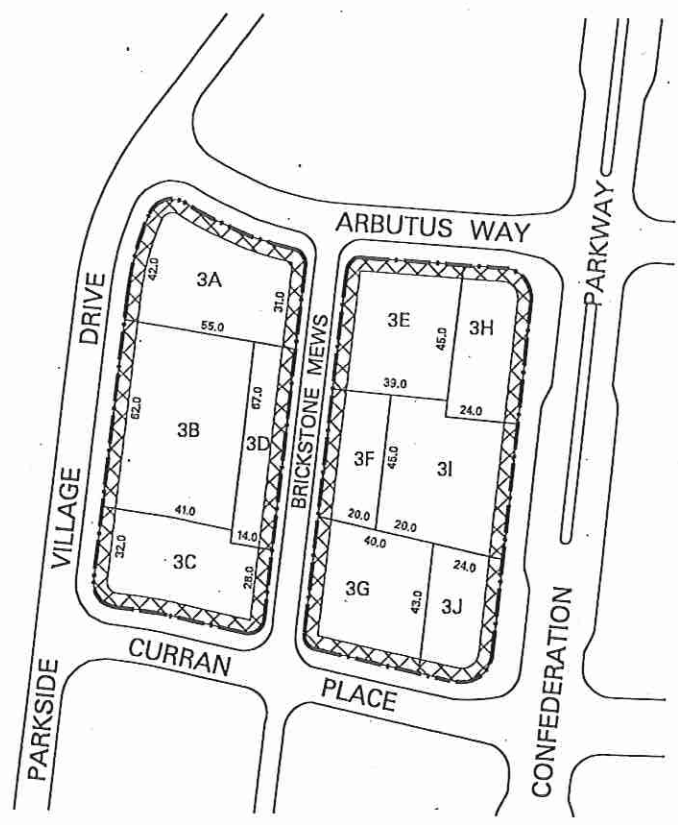 ARBUTUS WAY
PARKWAY
CONFEDERATION
DRIVE
VILLAGE
PARKSIDE
BRICKSTONE MEWS
CURRAN
PLACE
3A
42.0
31.0
55.0
3B
62.0
67.0
3D
41.0
14.0
3C
32.0
28.0
3E
45.0
3H
39.0
24.0
3F
45.0
3I
20.0
20.0
40.0
24.0
3G
43.0
3J